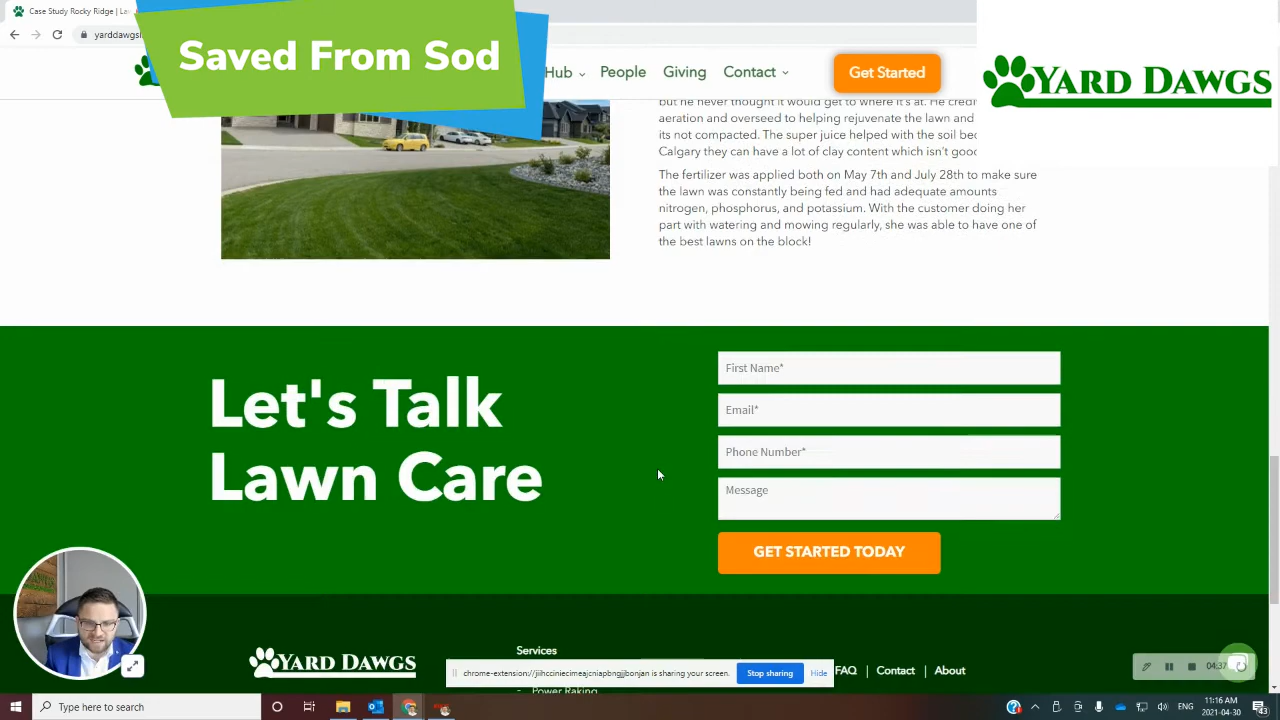 Case Study Rocky Ridge | Law
yarddawgs
Saved From Sod
Hub
People
Giving
Contact
Get Started
YARD DAWGS
but he never thought it would get to where it's at. He credi
aeration and overseed to helping rejuvenate the lawn and
its not compacted. The super juice helped with the soil bec
Calgary they can have a lot of clay content which isn't good
The fertilizer was applied both on May 7th and July 28th to make sure
the lawn was constantly being fed and had adequate amounts
nitrogen, phosphorus, and potassium. With the customer doing her
part with watering and mowing regularly, she was able to have one of
the best lawns on the block!
Let's Talk
Lawn Care
First Name*
Email*
Phone Number*
Message
GET STARTED TODAY
YARD DAWGS
Services
- Power Raking
chrome-extension://jiihcciniecimeajcniapbngjjbonjan is sharing your screen.
Stop sharing
Hide
FAQ | Contact | About
04:37
Type here to search
11:16 AM
2021-04-30
43